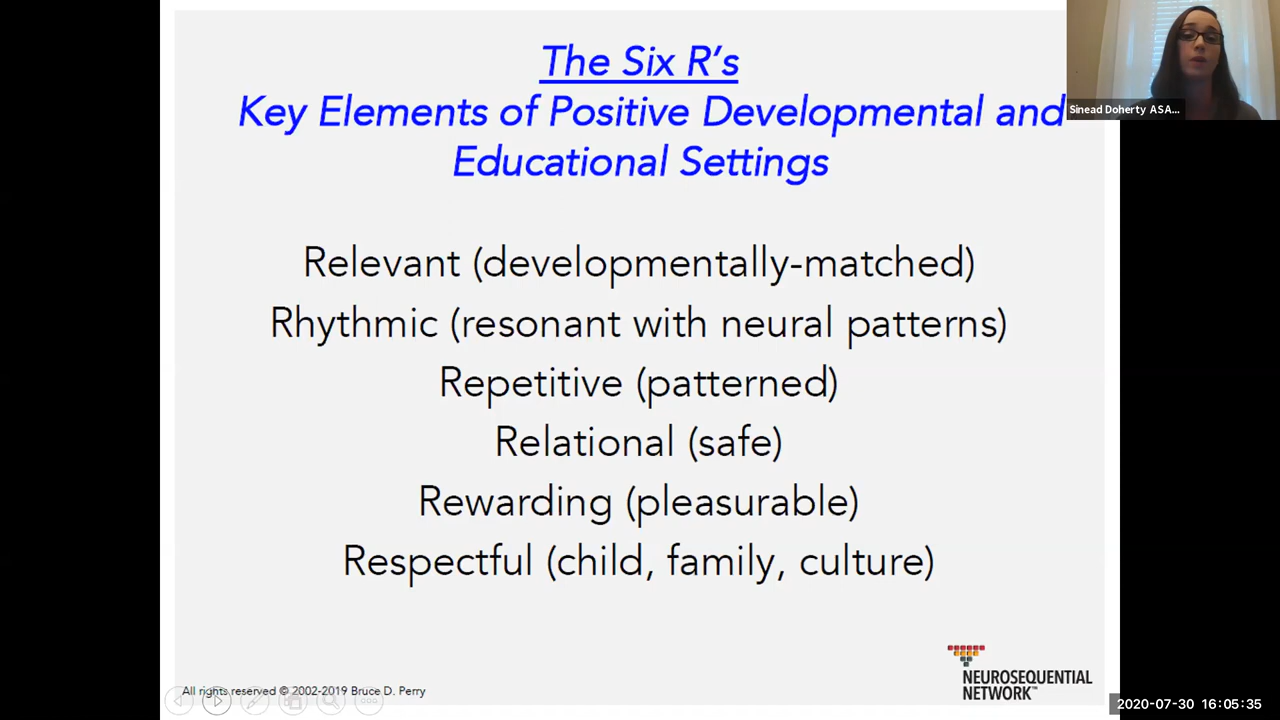 The Six R's
Key Elements of Positive Developmental and
Educational Settings
Sinead Doherty ASA...
Relevant (developmentally-matched)
Rhythmic (resonant with neural patterns)
Repetitive (patterned)
Relational (safe)
Rewarding (pleasurable)
Respectful (child, family, culture)
All rights reserved © 2002-2019 Bruce D. Perry
NEUROSEQUENTIAL
NETWORK™
2020-07-30 16:05:35